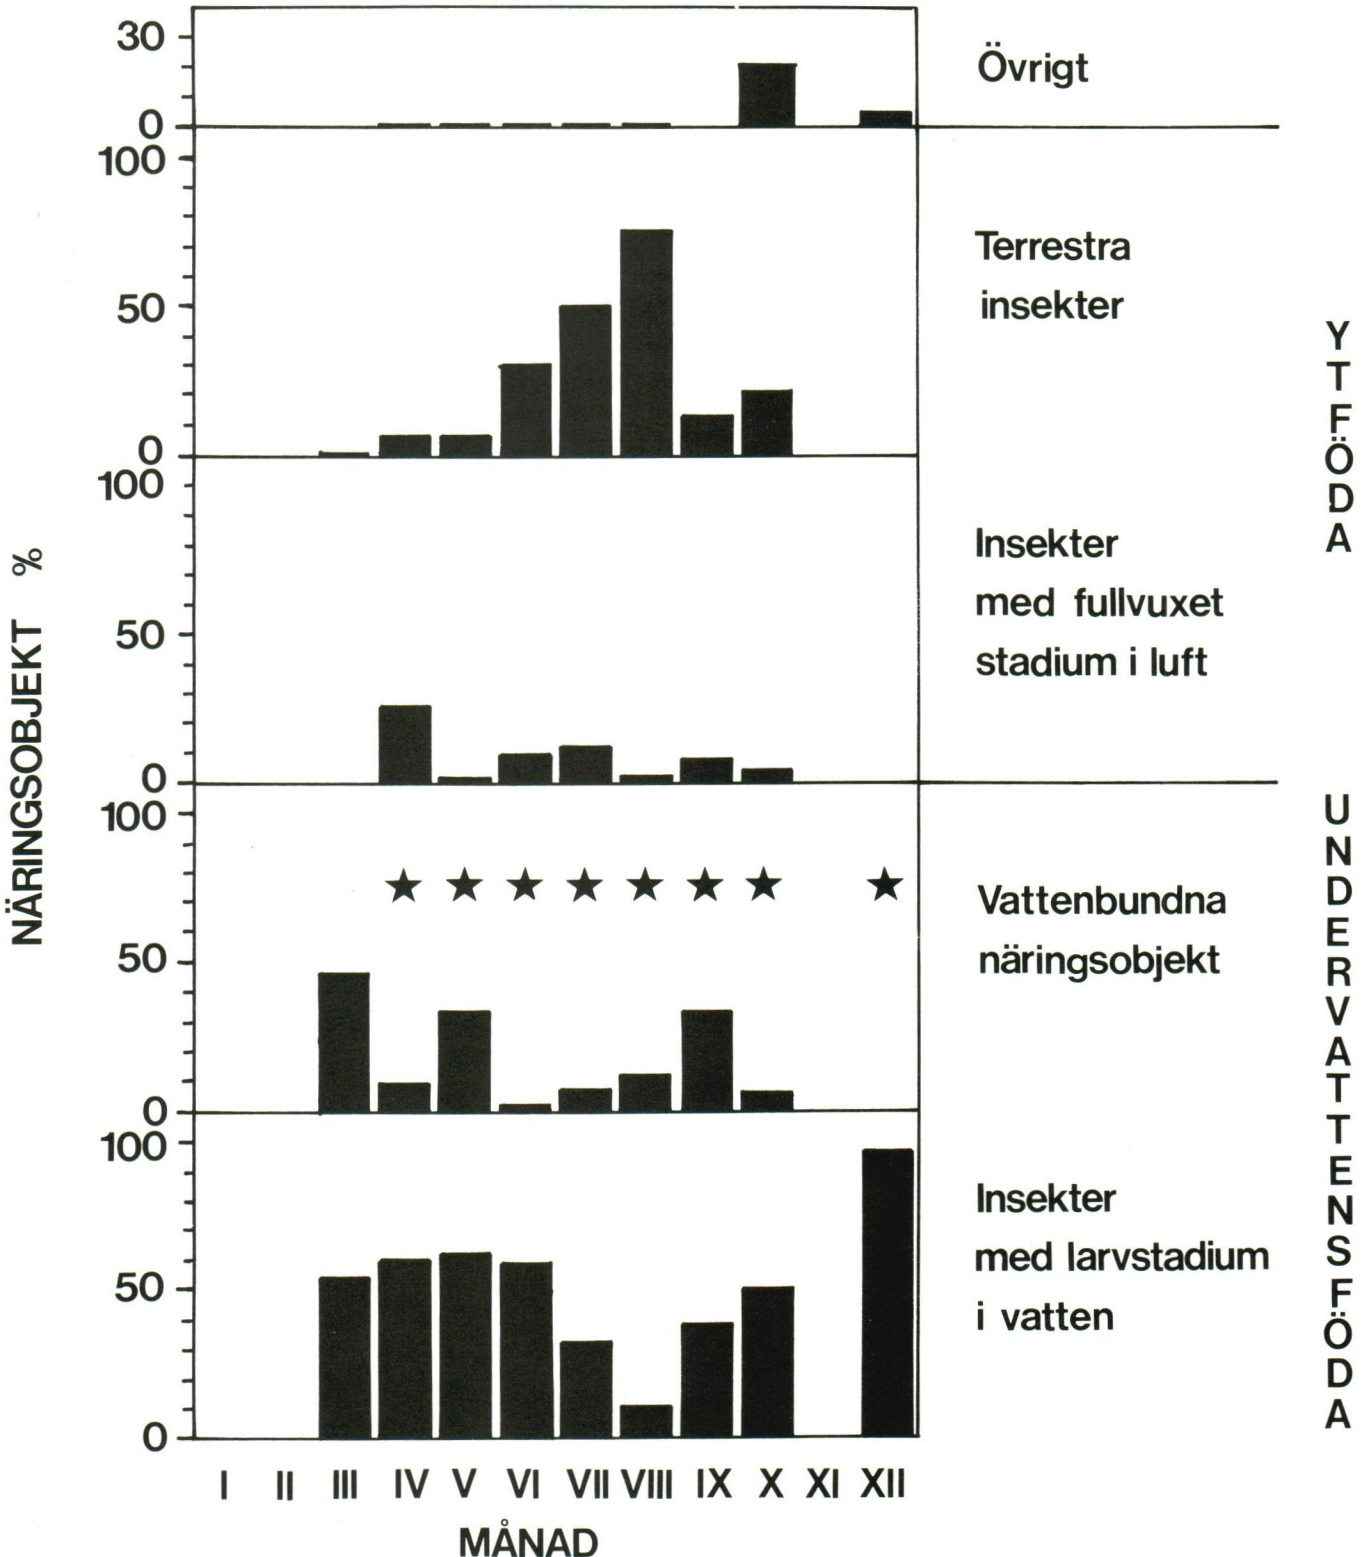 30
0
Övrigt
100
50
0
Terrestra
insekter
YTFÖDA
100
50
0
Insekter
med fullvuxet
stadium i luft
NÄRINGSOBJEKT %
100
50
0
Vattenbundna
näringsobjekt
UNDERVATTENSFÖDA
100
50
0
Insekter
med larvstadium
i vatten
I II III IV V VI VII VIII IX X XI XII
MÅNAD